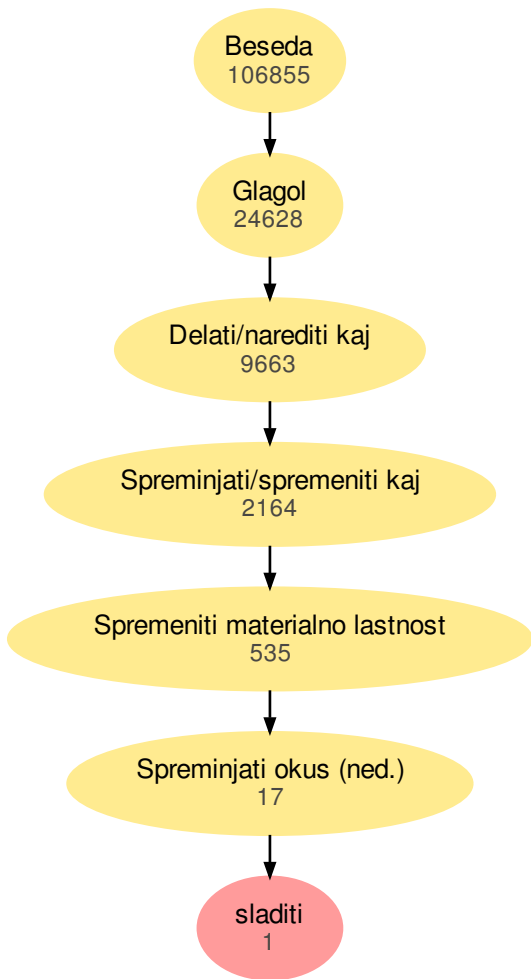 Beseda
106855
Glagol
24628
Delati/narediti kaj
9663
Spreminjati/spremeniti kaj
2164
Spremeniti materialno lastnost
535
Spreminjati okus (ned.)
17
sladiti
1